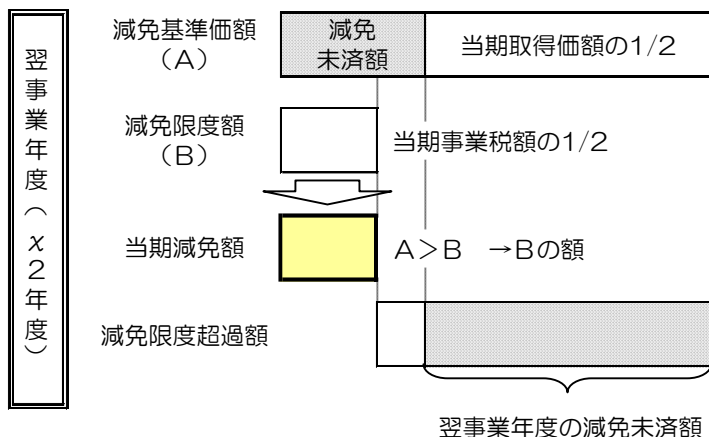 翌事業年度（χ2年度）
減免基準価額
（A）
減免
未済額
当期取得価額の1/2
減免限度額
（B）
当期事業税額の1/2
当期減免額
A＞B　→Bの額
減免限度超過額
翌事業年度の減免未済額